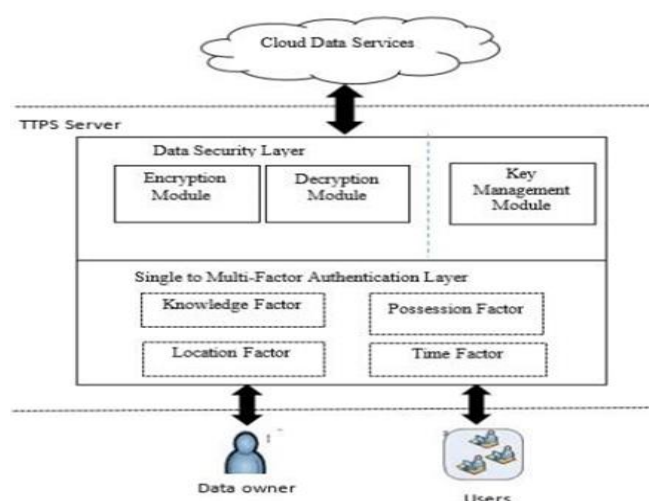 Cloud Data Services
TTPS Server
Data Security Layer
Encryption
Module
Decryption
Module
Key
Management
Module
Single to Multi-Factor Authentication Layer
Knowledge Factor
Possession Factor
Location Factor
Time Factor
Data owner
Users